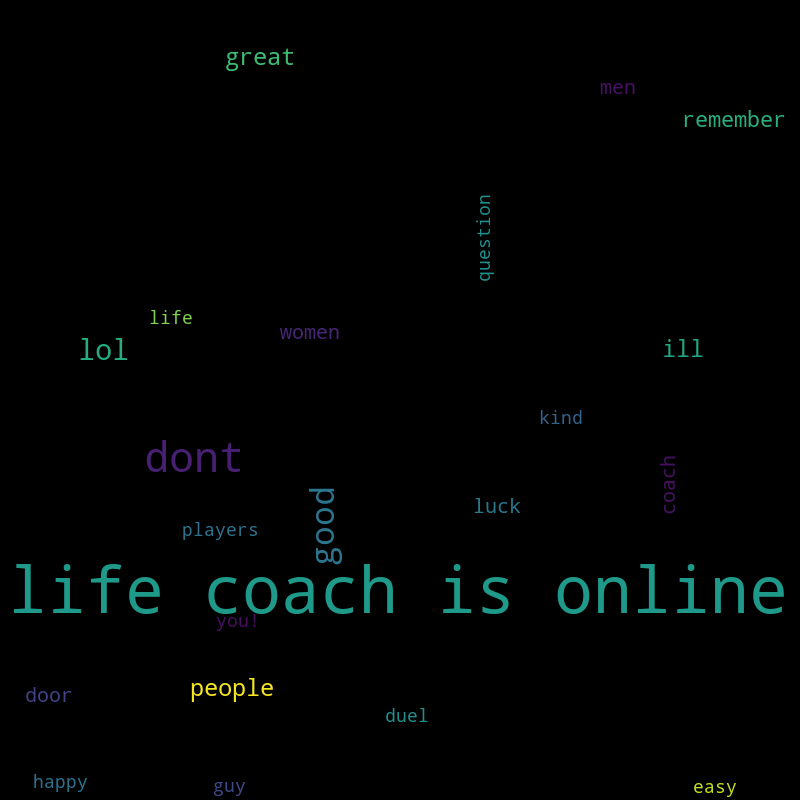 great
men
remember
question
life
women
lol
ill
kind
dont
coach
good
luck
players
life coach is online
you!
people
door
duel
happy
guy
easy